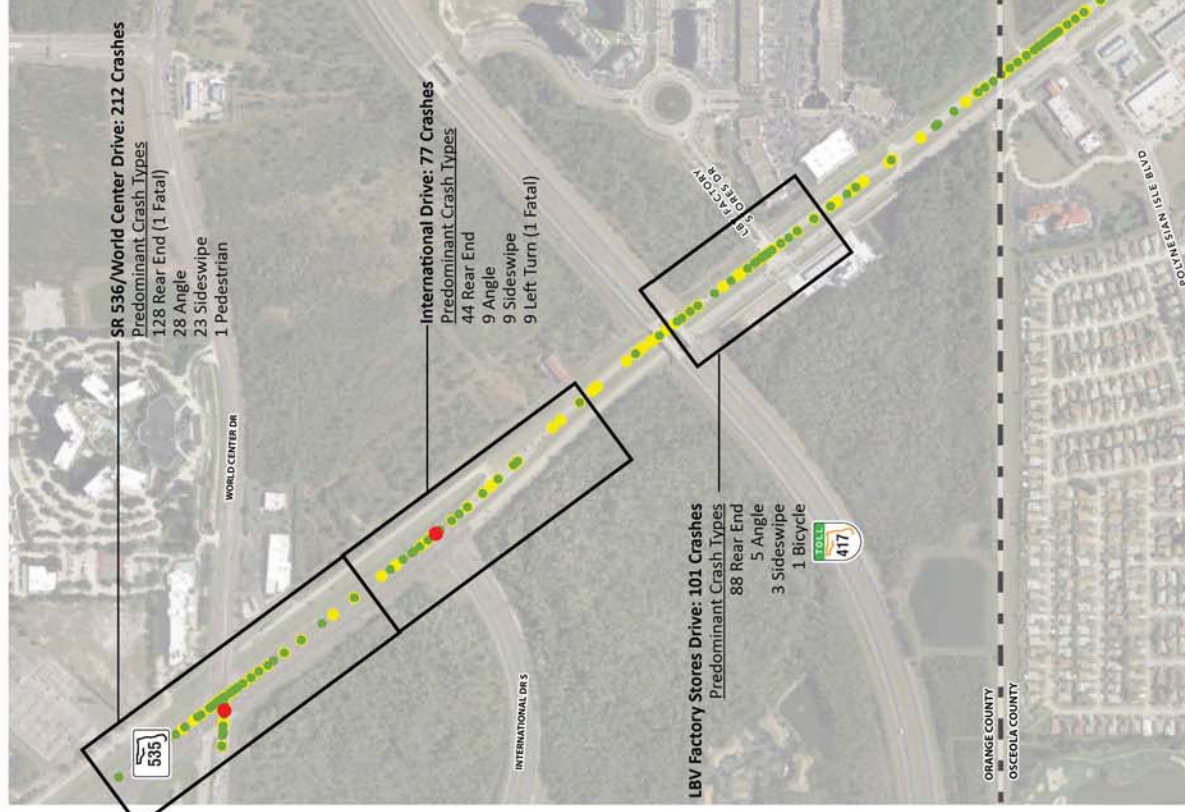 SR 536/World Center Drive: 212 Crashes
Predominant Crash Types
128 Rear End (1 Fatal)
28 Angle
23 Sideswipe
1 Pedestrian
International Drive: 77 Crashes
Predominant Crash Types
44 Rear End
9 Angle
9 Sideswipe
9 Left Turn (1 Fatal)
LBV Factory Stores Drive: 101 Crashes
Predominant Crash Types
88 Rear End
5 Angle
3 Sideswipe
1 Bicycle
535
WORLD CENTER DR
INTERNATIONAL DR S
LBV FACTORY
STORES DR
TOLL
417
ORANGE COUNTY
OSCEOLA COUNTY
POLYNESIAN ISLE BLVD